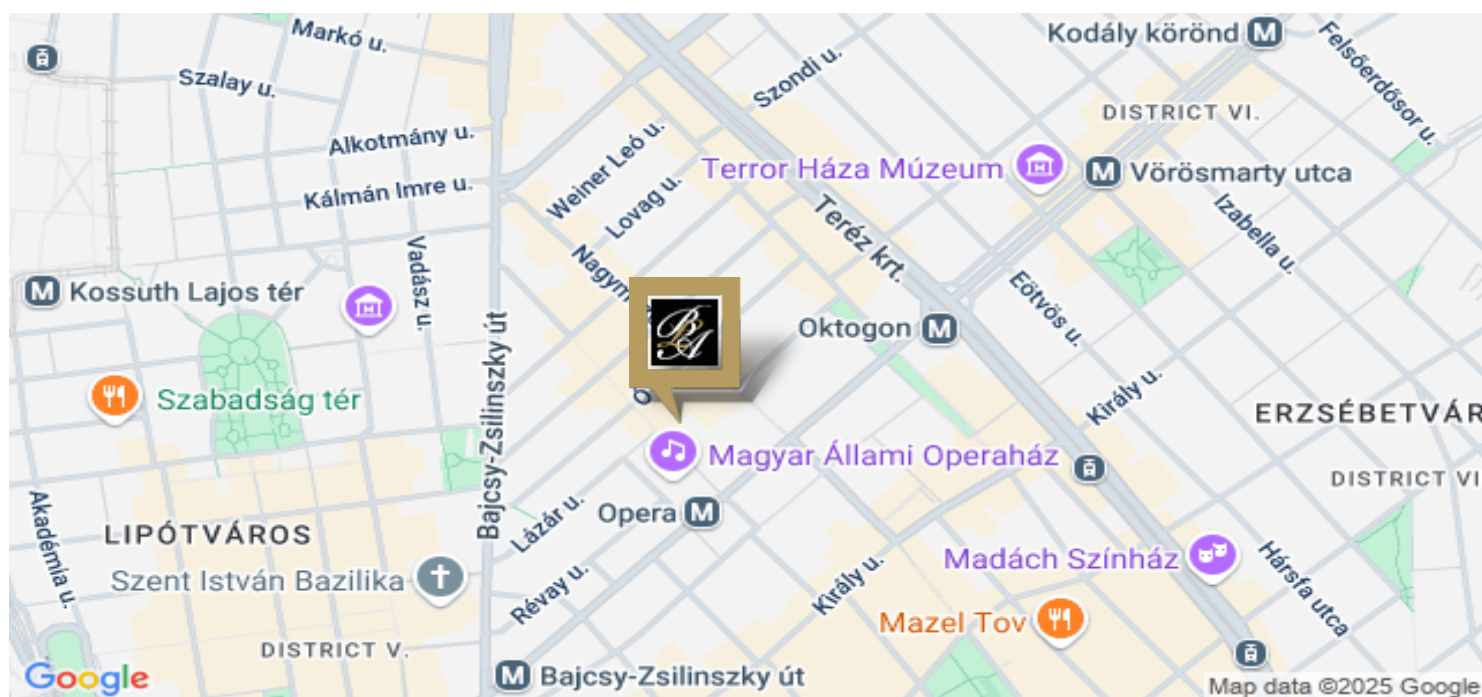 Markó u.
Kodály körönd M
Felsőerdősor u.
Szalay u.
Szondi u.
DISTRICT VI.
Alkotmány u.
Weiner Leó u.
Terror Háza Múzeum
M Vörösmarty utca
Kálmán Imre u.
Lovag u.
Teréz krt.
Izabella u.
Vadász u.
Nagym
Eötvös u.
M Kossuth Lajos tér
Oktogon M
Bajcsy-Zsilinszky út
Szabadság tér
Király u.
ERZSÉBETVÁR
Magyar Állami Operaház
DISTRICT VI
Akadémia u.
LIPÓTVÁROS
Lázár u.
Opera M
Madách Színház
Hársfa utca
Szent István Bazilika
Révay u.
Király u.
Mazel Tov
DISTRICT V.
Google
M Bajcsy-Zsilinszky út
Map data ©2025 Google